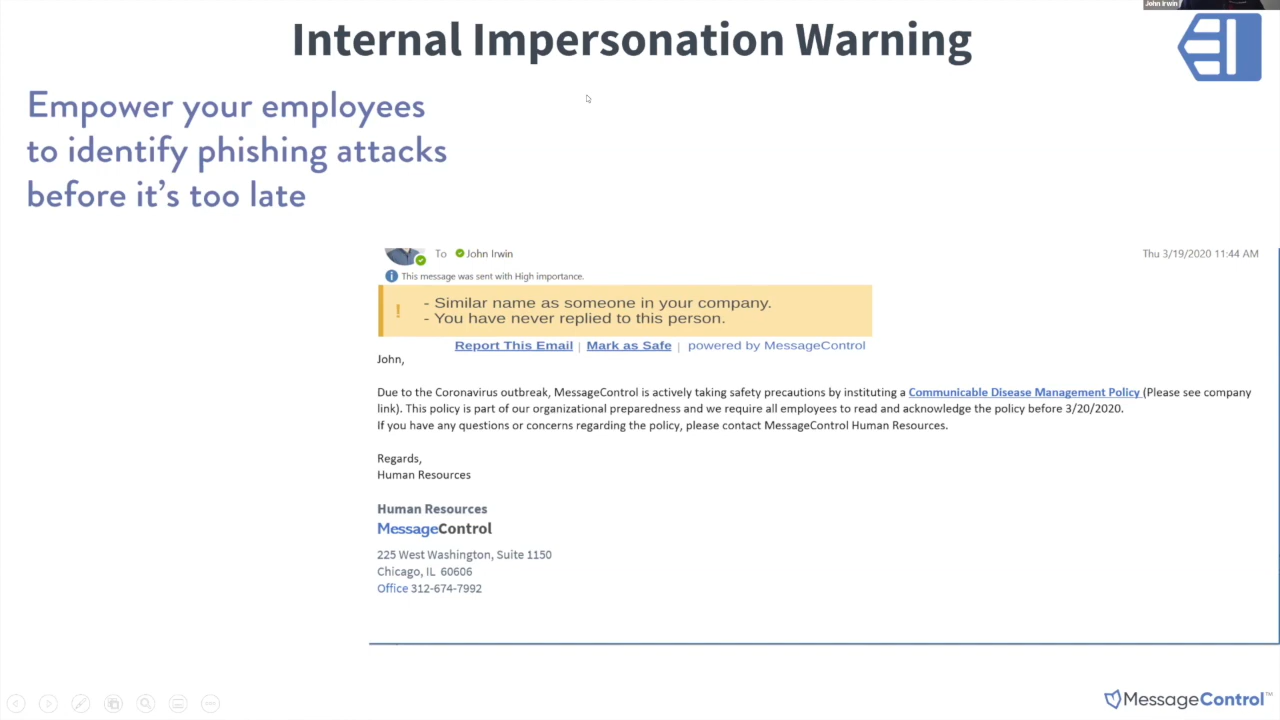 John Irwin
Internal Impersonation Warning
Empower your employees
to identify phishing attacks
before it's too late
To John Irwin
Thu 3/19/2020 11:44 AM
This message was sent with High importance.
! - Similar name as someone in your company.
- You have never replied to this person.
Report This Email | Mark as Safe | powered by MessageControl
John,
Due to the Coronavirus outbreak, MessageControl is actively taking safety precautions by instituting a Communicable Disease Management Policy (Please see company
link). This policy is part of our organizational preparedness and we require all employees to read and acknowledge the policy before 3/20/2020.
If you have any questions or concerns regarding the policy, please contact MessageControl Human Resources.
Regards,
Human Resources
Human Resources
MessageControl
225 West Washington, Suite 1150
Chicago, IL 60606
Office 312-674-7992
MessageControl™